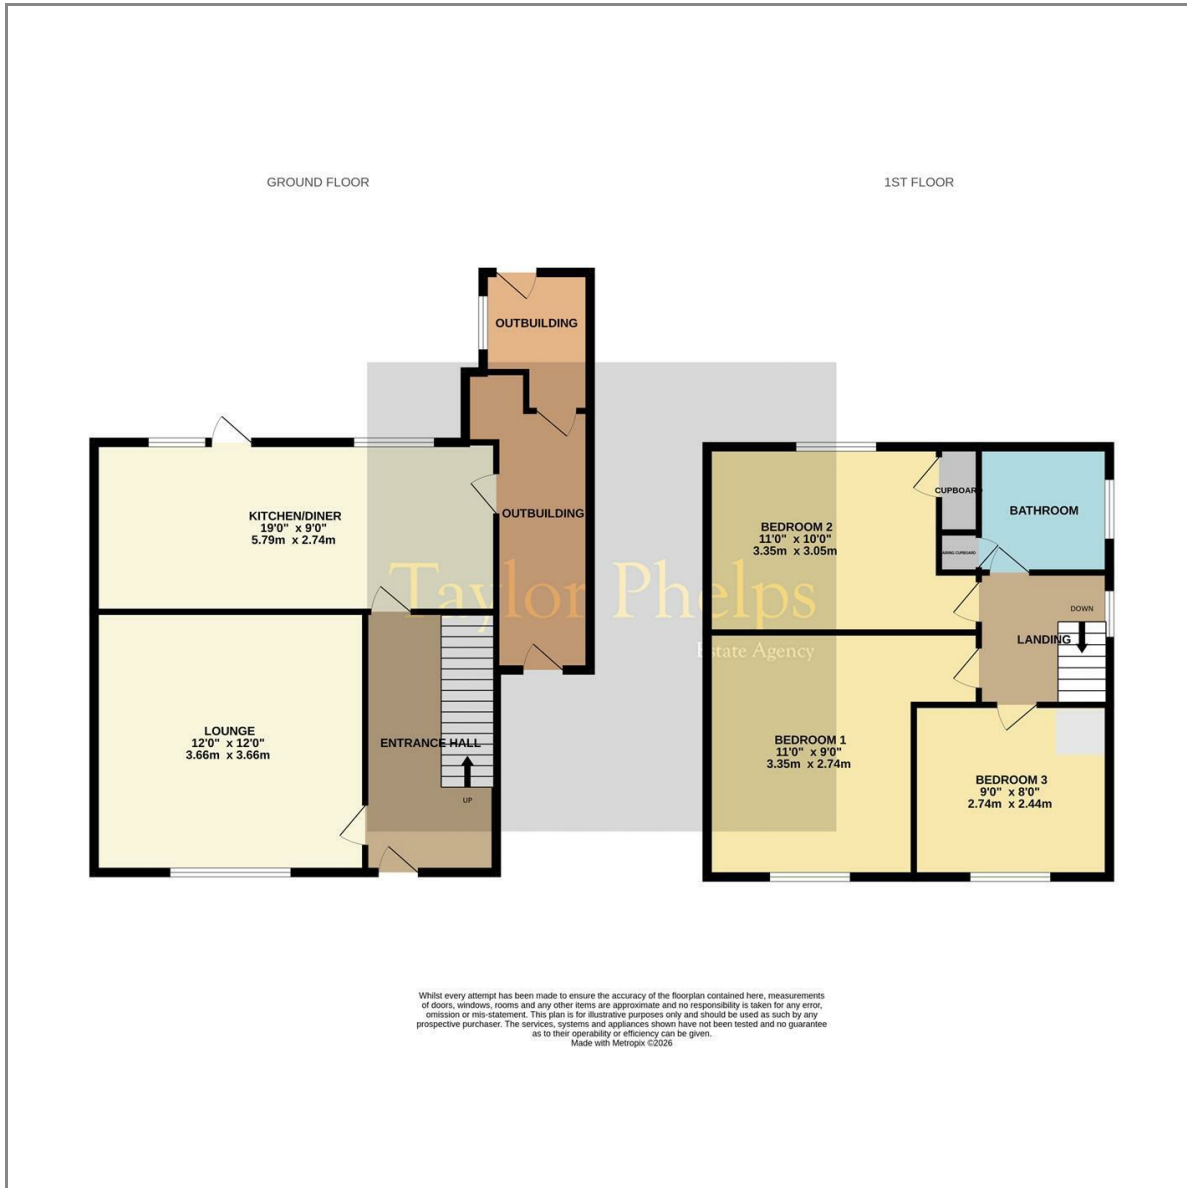 GROUND FLOOR
1ST FLOOR
OUTBUILDING
OUTBUILDING
KITCHEN/DINER
19'0" x 9'0"
5.79m x 2.74m
LOUNGE
12'0" x 12'0"
3.66m x 3.66m
ENTRANCE HALL
UP
BEDROOM 2
11'0" x 10'0"
3.35m x 3.05m
CUPBOARD
AIRING CUPBOARD
BATHROOM
DOWN
LANDING
BEDROOM 1
11'0" x 9'0"
3.35m x 2.74m
BEDROOM 3
9'0" x 8'0"
2.74m x 2.44m
Taylor Phelps
Estate Agency
Whilst every attempt has been made to ensure the accuracy of the floorplan contained here, measurements
of doors, windows, rooms and any other items are approximate and no responsibility is taken for any error,
omission or mis-statement. This plan is for illustrative purposes only and should be used as such by any
prospective purchaser. The services, systems and appliances shown have not been tested and no guarantee
as to their operability or efficiency can be given.
Made with Metropix ©2026